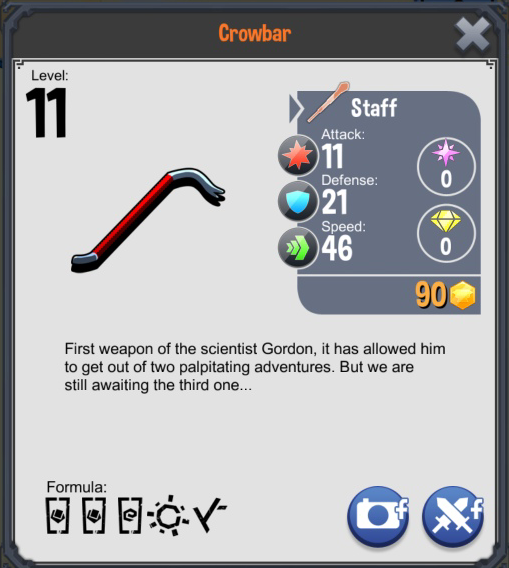 Crowbar
Level:
11
Staff
Attack:
11
Defense:
21
Speed:
46
0
0
90
First weapon of the scientist Gordon, it has allowed him
to get out of two palpitating adventures. But we are
still awaiting the third one...
Formula:
f
f